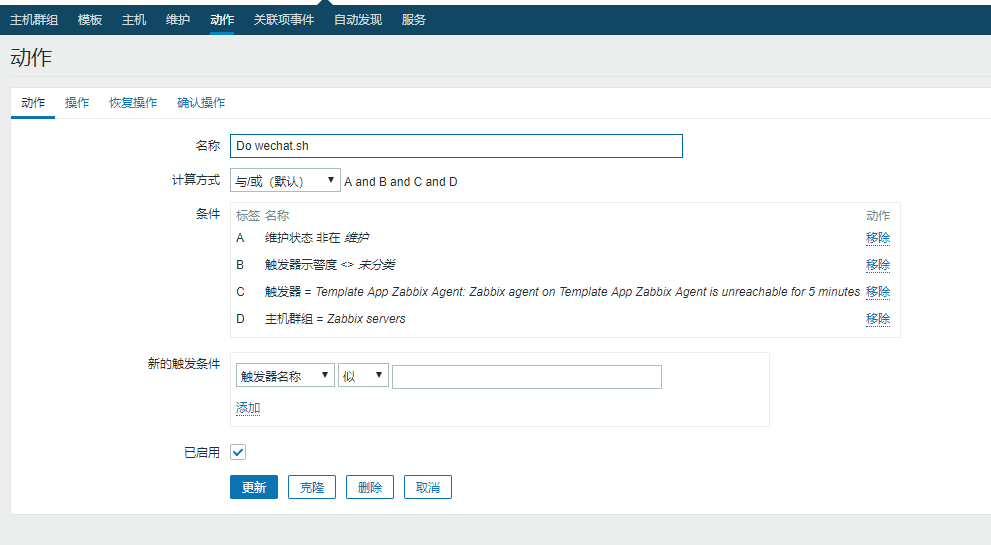 主机群组 模板 主机 维护 动作 关联项事件 自动发现 服务
动作
动作 操作 恢复操作 确认操作
名称 Do wechat.sh
计算方式 与/或（默认） A and B and C and D
条件 标签 名称 动作
A 维护状态 非在 维护 移除
B 触发器示警度 <> 未分类 移除
C 触发器 = Template App Zabbix Agent: Zabbix agent on Template App Zabbix Agent is unreachable for 5 minutes 移除
D 主机群组 = Zabbix servers 移除
新的触发条件 触发器名称 似
添加
已启用
更新 克隆 删除 取消